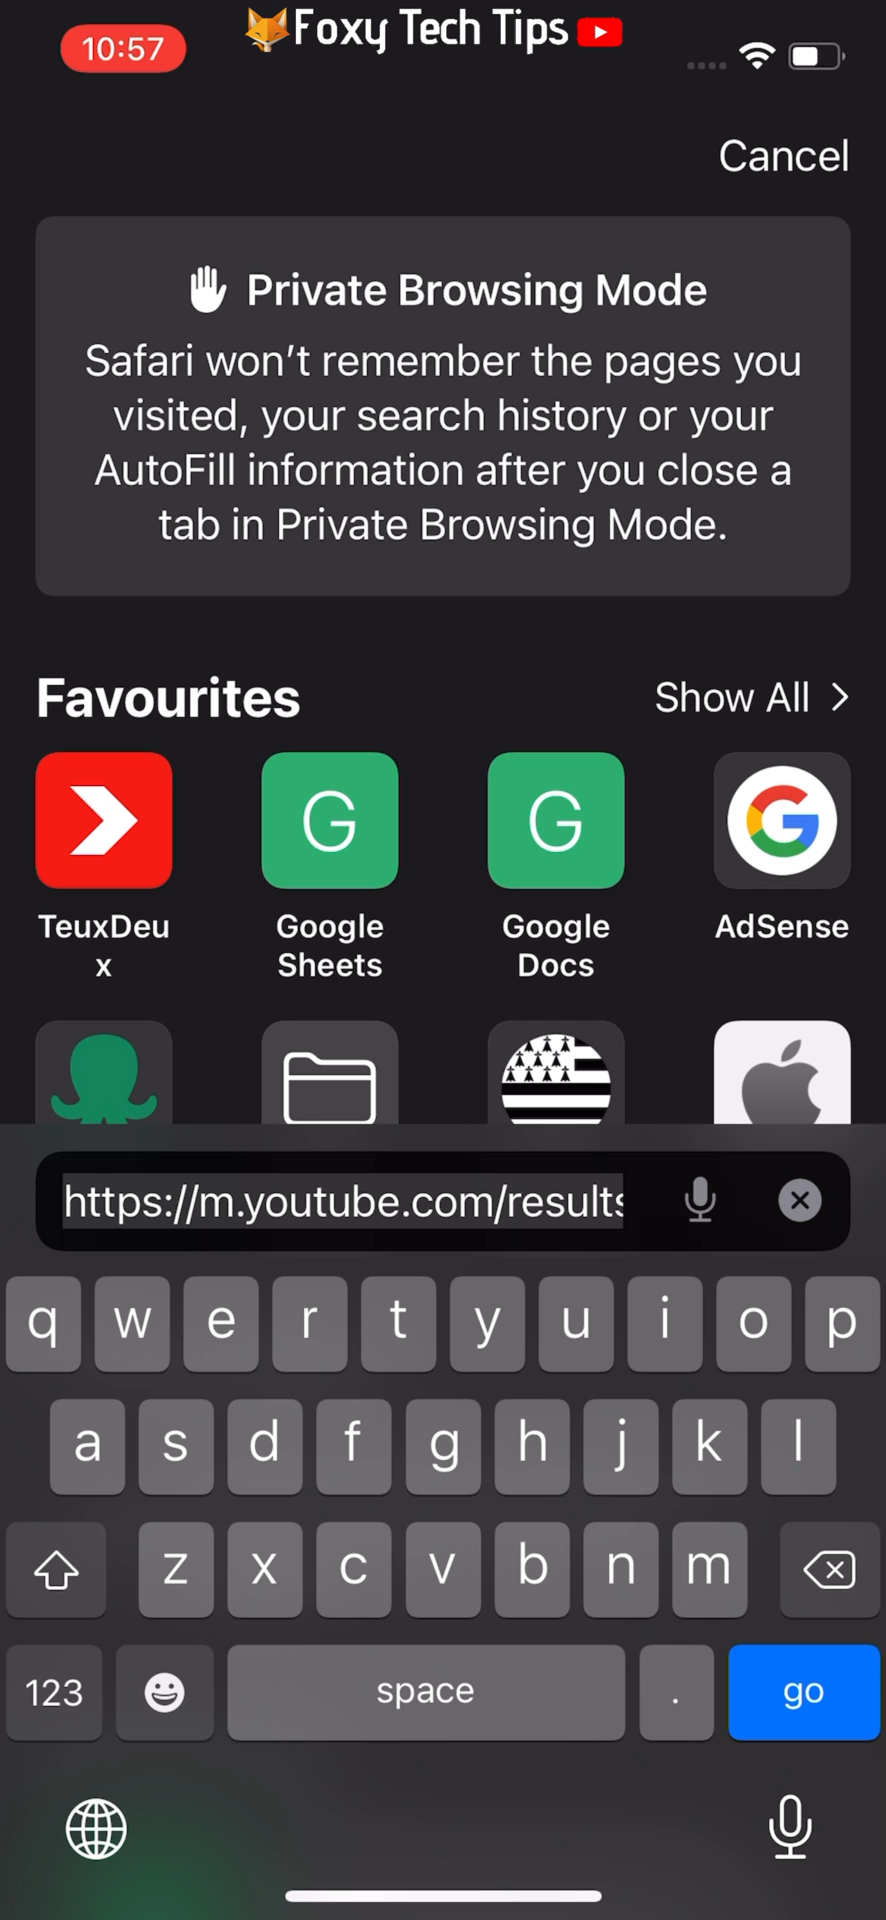 10:57
Foxy Tech Tips
Cancel
Private Browsing Mode
Safari won't remember the pages you
visited, your search history or your
AutoFill information after you close a
tab in Private Browsing Mode.
Favourites
Show All
TeuxDeu
x
G
Google
Sheets
G
Google
Docs
G
AdSense
https://m.youtube.com/results
q w e r t y u i o p
a s d f g h j k l
z x c v b n m
123 space . go